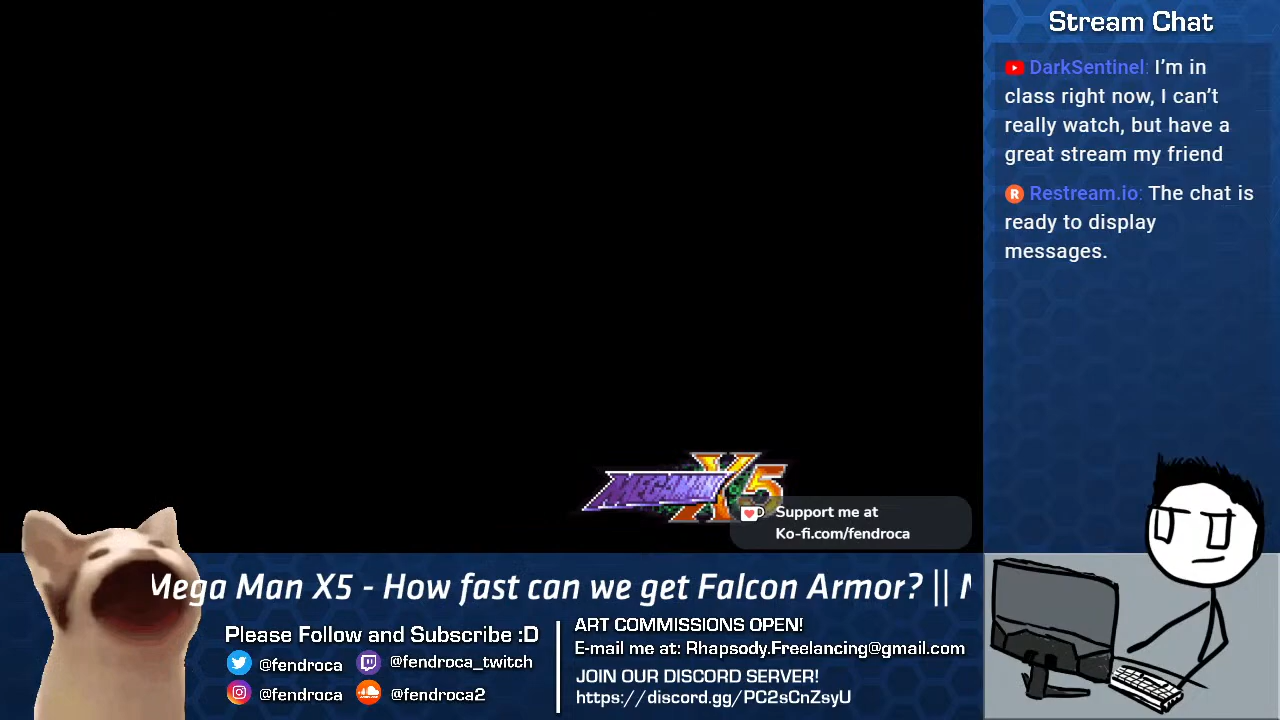 Stream Chat
DarkSentinel: I'm in
class right now, I can't
really watch, but have a
great stream my friend
Restream.io: The chat is
ready to display
messages.
MEGAMAN X5
Support me at
Ko-fi.com/fendroca
Mega Man X5 - How fast can we get Falcon Armor? ||
Please Follow and Subscribe :D
@fendroca
@fendroca_twitch
@fendroca
@fendroca2
ART COMMISSIONS OPEN!
E-mail me at: Rhapsody.Freelancing@gmail.com
JOIN OUR DISCORD SERVER!
https://discord.gg/PC2sCnZsyU